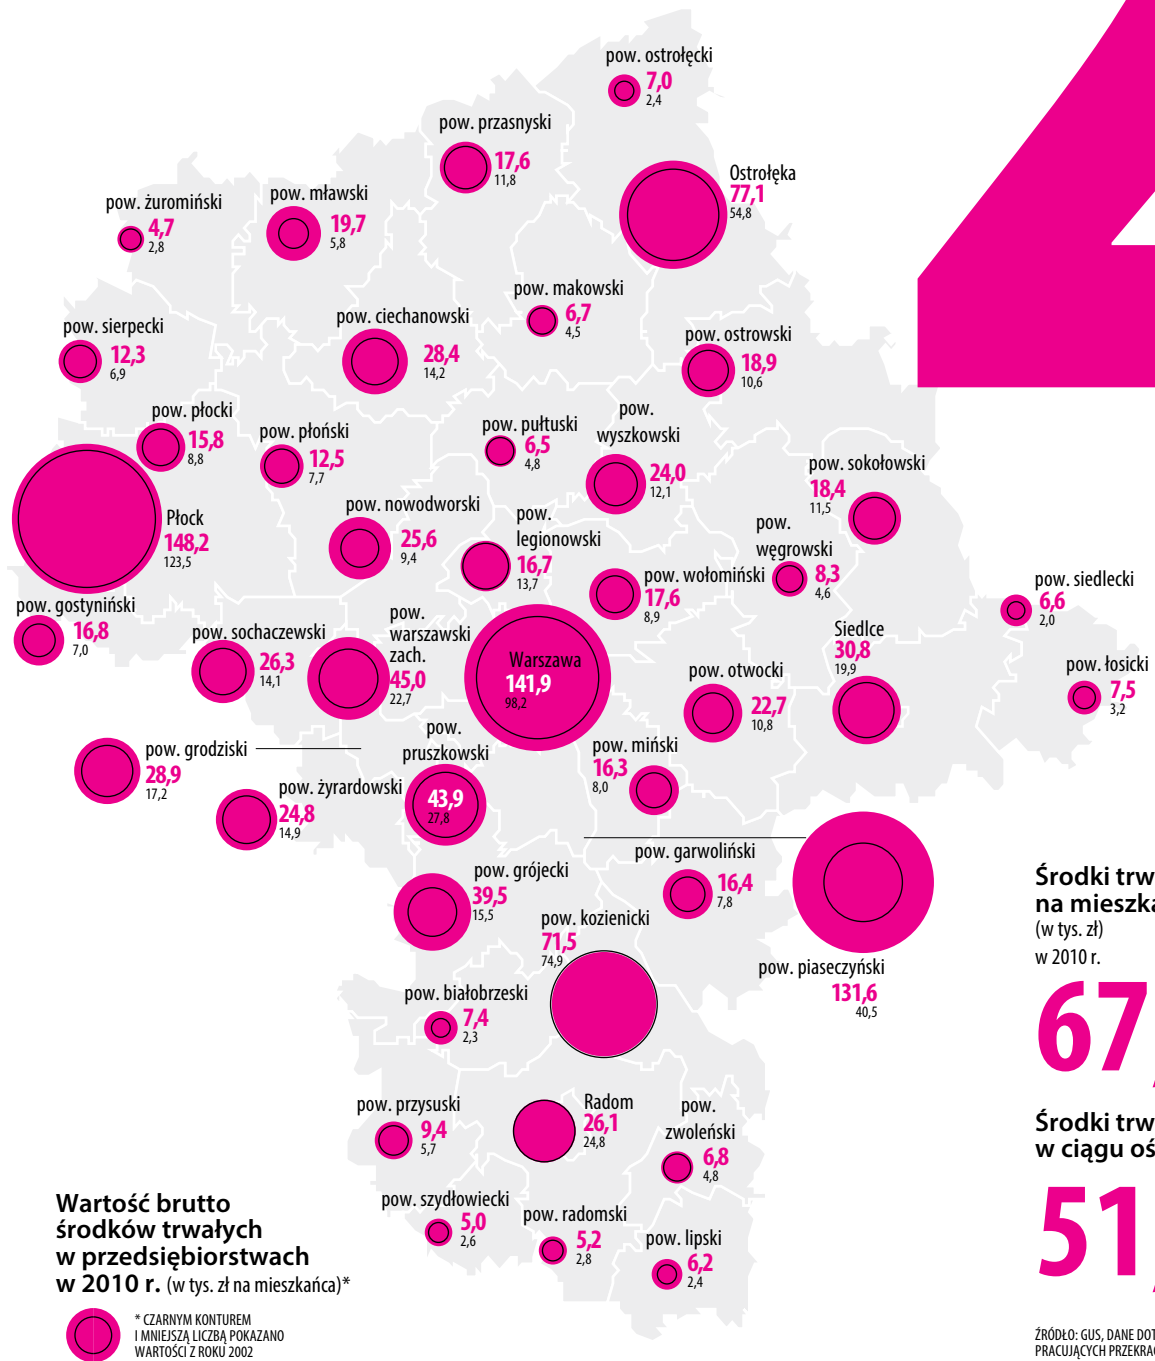 pow. ostrołęcki
7,0
2,4
pow. przasnyski
17,6
11,8
Ostrołęka
77,1
54,8
pow. żuromiński
4,7
2,8
pow. mławski
19,7
5,8
pow. makowski
6,7
4,5
pow. ciechanowski
28,4
14,2
pow. sierpecki
12,3
6,9
pow. ostrowski
18,9
10,6
pow. płocki
15,8
8,8
pow. płoński
12,5
7,7
pow. pułtuski
6,5
4,8
pow.
wyszkowski
24,0
12,1
pow. sokołowski
18,4
11,5
Płock
148,2
123,5
pow. nowodworski
25,6
9,4
pow.
legionowski
16,7
13,7
pow.
węgrowski
8,3
4,6
pow. wołomiński
17,6
8,9
pow. siedlecki
6,6
2,0
pow. gostyniński
16,8
7,0
pow. sochaczewski
26,3
14,1
pow.
warszawski
zach.
45,0
22,7
Warszawa
141,9
98,2
Siedlce
30,8
19,9
pow. otwocki
22,7
10,8
pow. łosicki
7,5
3,2
pow. grodziski
28,9
17,2
pow.
pruszkowski
43,9
27,8
pow. miński
16,3
8,0
pow. żyrardowski
24,8
14,9
pow. garwoliński
16,4
7,8
pow. grójecki
39,5
15,5
pow. kozienicki
71,5
74,9
pow. piaseczyński
131,6
40,5
pow. białobrzeski
7,4
2,3
pow. przysuski
9,4
5,7
Radom
26,1
24,8
pow.
zwoleński
6,8
4,8
pow. szydłowiecki
5,0
2,6
pow. radomski
5,2
2,8
pow. lipski
6,2
2,4
Wartość brutto
środków trwałych
w przedsiębiorstwach
w 2010 r. (w tys. zł na mieszkańca)*
* CZARNYM KONTUREM
I MNIEJSZĄ LICZBĄ POKAZANO
WARTOŚCI Z ROKU 2002
4
Środki trw
na mieszka
(w tys. zł)
w 2010 r.
67,
Środki trw
w ciągu oś
51,
ŹRÓDŁO: GUS, DANE DOT
PRACUJĄCYCH PRZEKRAC